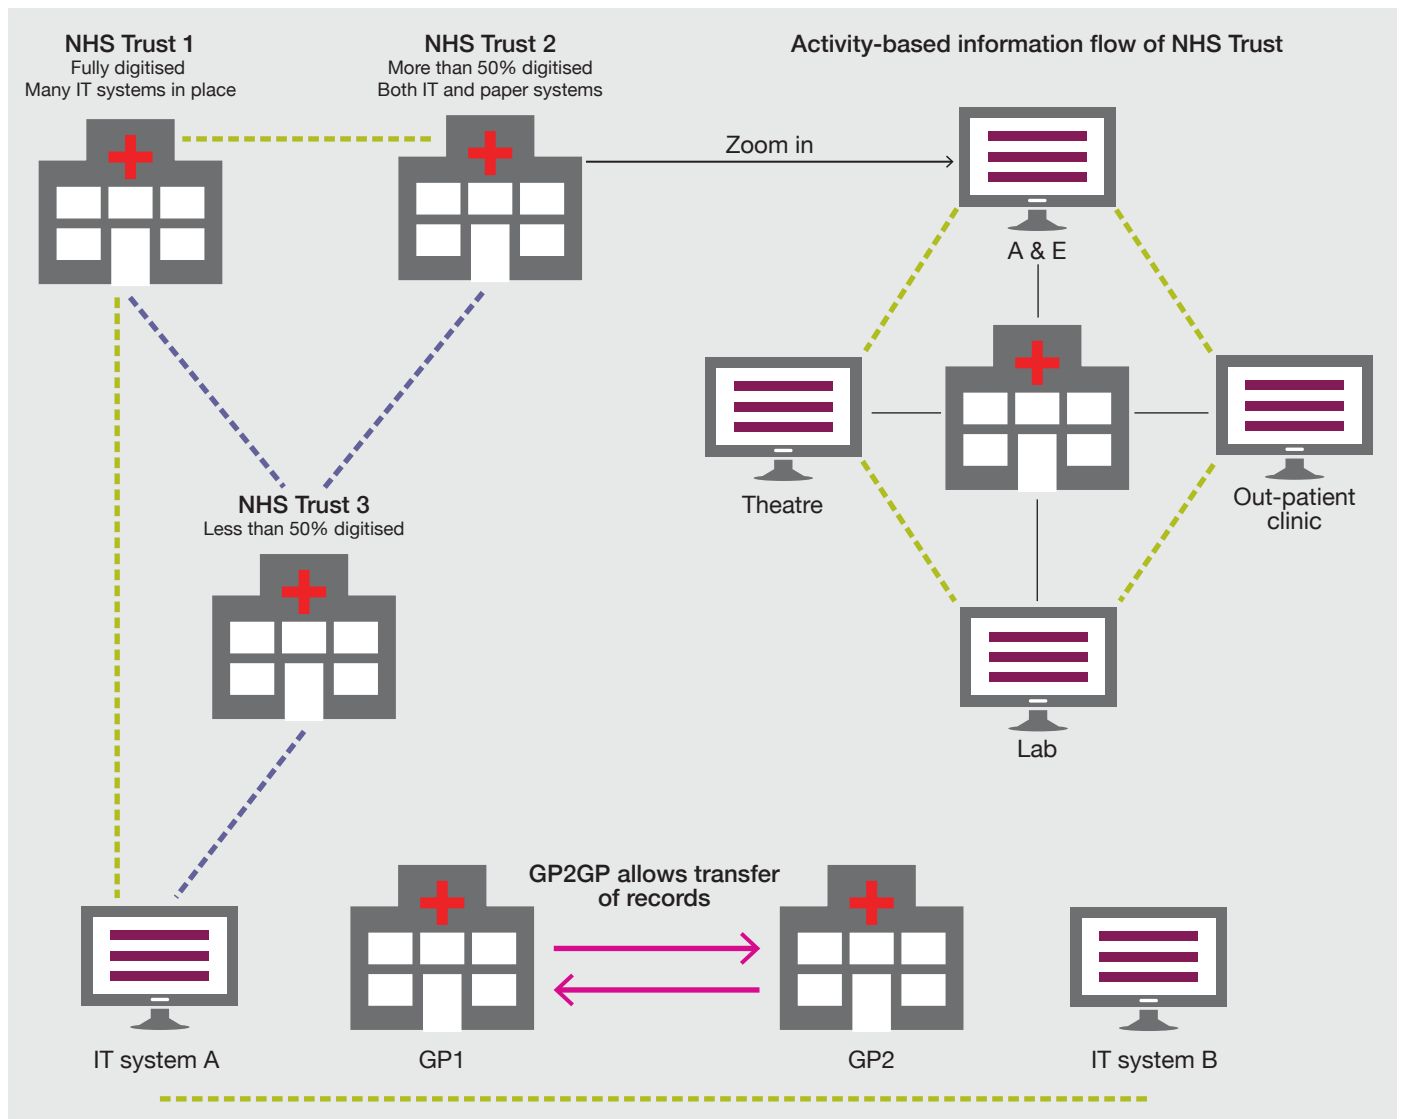 NHS Trust 1
Fully digitised
Many IT systems in place
NHS Trust 2
More than 50% digitised
Both IT and paper systems
Activity-based information flow of NHS Trust
Zoom in
A & E
Theatre
Out-patient
clinic
Lab
NHS Trust 3
Less than 50% digitised
GP2GP allows transfer
of records
IT system A
GP1
GP2
IT system B